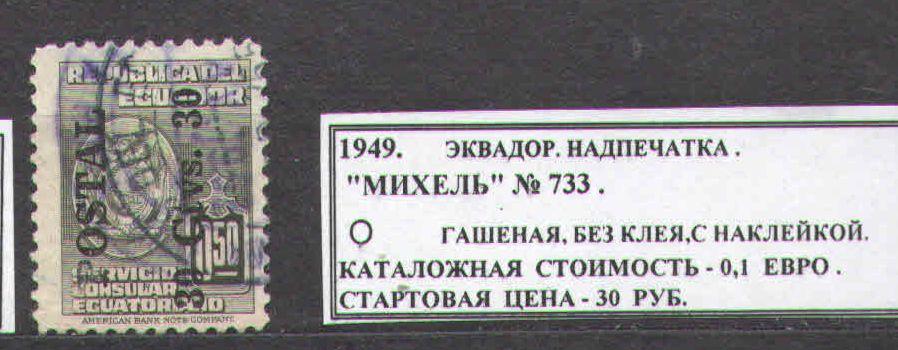 REPUBLICA DEL
ECUADOR
POSTAL
30 Ctvs. 30
0,50
SERVICIO
CONSULAR
ECUATORIANO
AMERICAN BANK NOTE COMPANY
1949. ЭКВАДОР. НАДПЕЧАТКА .
"МИХЕЛЬ" № 733 .
ГАШЕНАЯ, БЕЗ КЛЕЯ,С НАКЛЕЙКОЙ.
КАТАЛОЖНАЯ СТОИМОСТЬ - 0,1 ЕВРО .
СТАРТОВАЯ ЦЕНА - 30 РУБ.